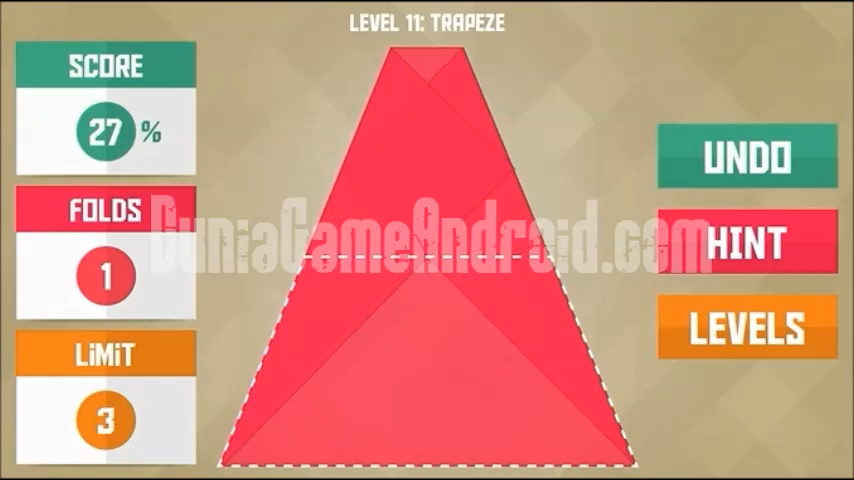 LEVEL 11: TRAPEZE
SCORE
27 %
FOLDS
1
LiMiT
3
UNDO
HINT
LEVELS
DuniaGameAndroid.com